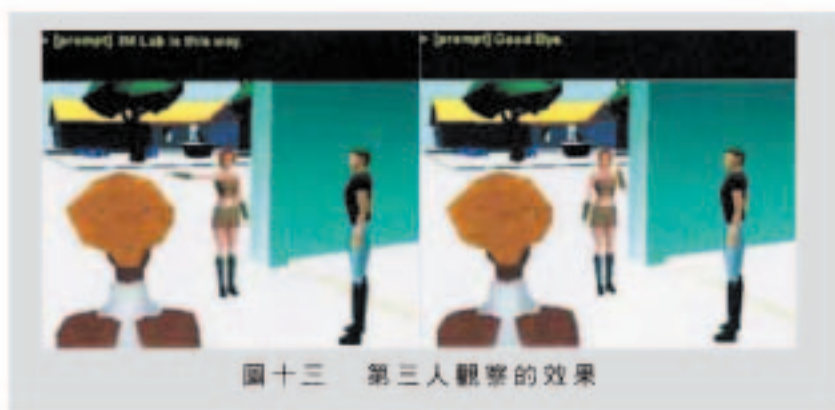 > [prompt] IM Lab is this way.
> [prompt] Good Bye.
圖十三 第三人觀察的效果